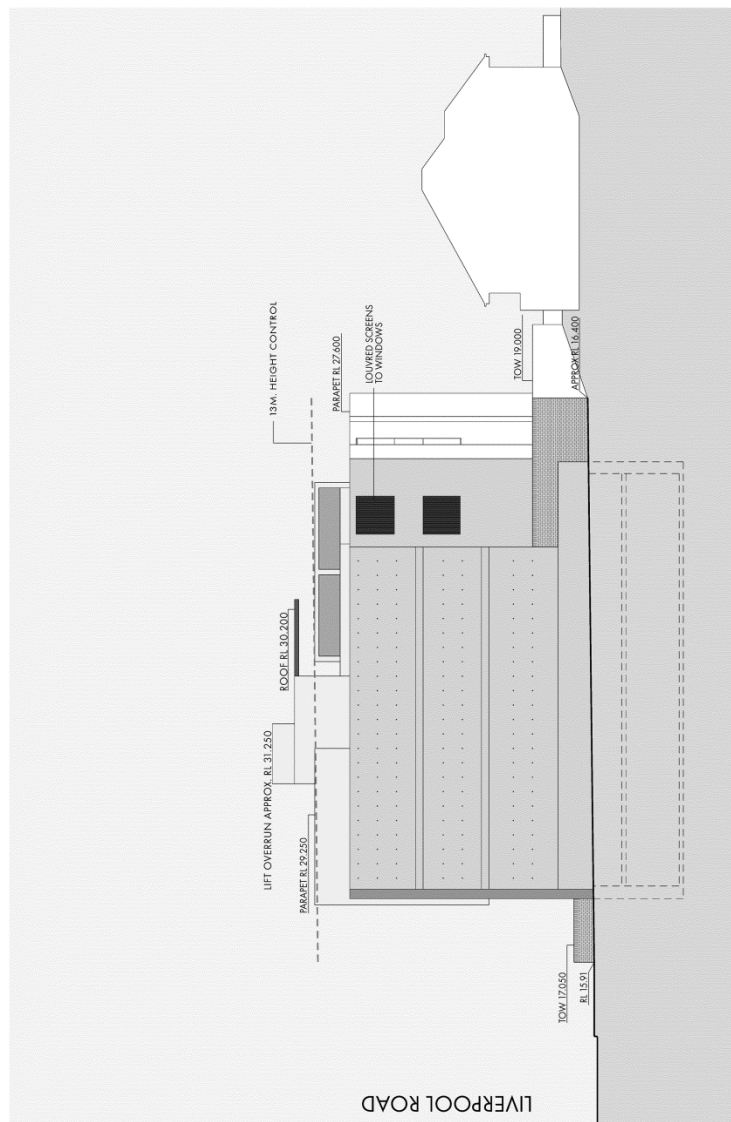 13M. HEIGHT CONTROL
PARAPET RL 27.600
LOUVRED SCREENS
TO WINDOWS
TOW 19.000
APPROX RL 16.400
ROOF RL 30.200
LIFT OVERRUN APPROX. RL 31.250
PARAPET RL 29.250
TOW 17.050
RL 15.91
LIVERPOOL ROAD